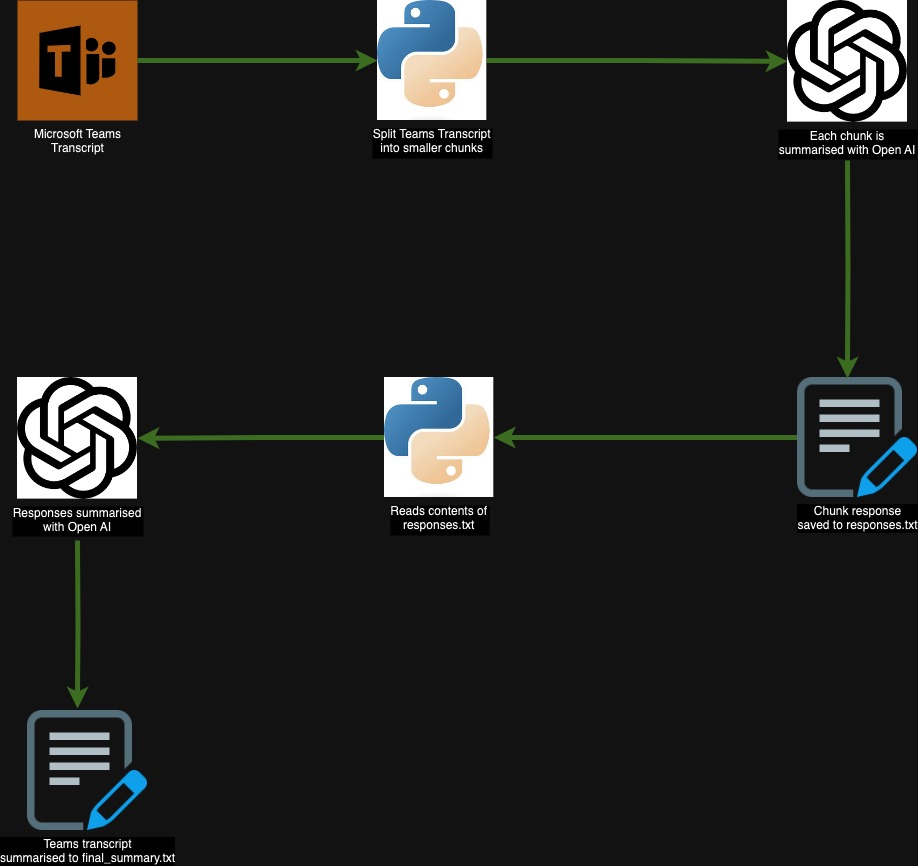 Microsoft Teams
Transcript
Split Teams Transcript
into smaller chunks
Each chunk is
summarised with Open AI
Responses summarised
with Open AI
Reads contents of
responses.txt
Chunk response
saved to responses.txt
Teams transcript
summarised to final_summary.txt